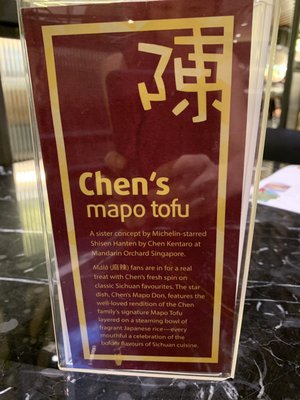 陳
Chen's
mapo tofu
A sister concept by Michelin-starred
Shisen Hanten by Chen Kentaro at
Mandarin Orchard Singapore.
Málà (麻辣) fans are in for a real
treat with Chen's fresh spin on
classic Sichuan favourites. The star
dish, Chen's Mapo Don, features the
well-loved rendition of the Chen
family's signature Mapo Tofu
layered on a steaming bowl of
fragrant Japanese rice—every
mouthful a celebration of the
bolder flavours of Sichuan cuisine.